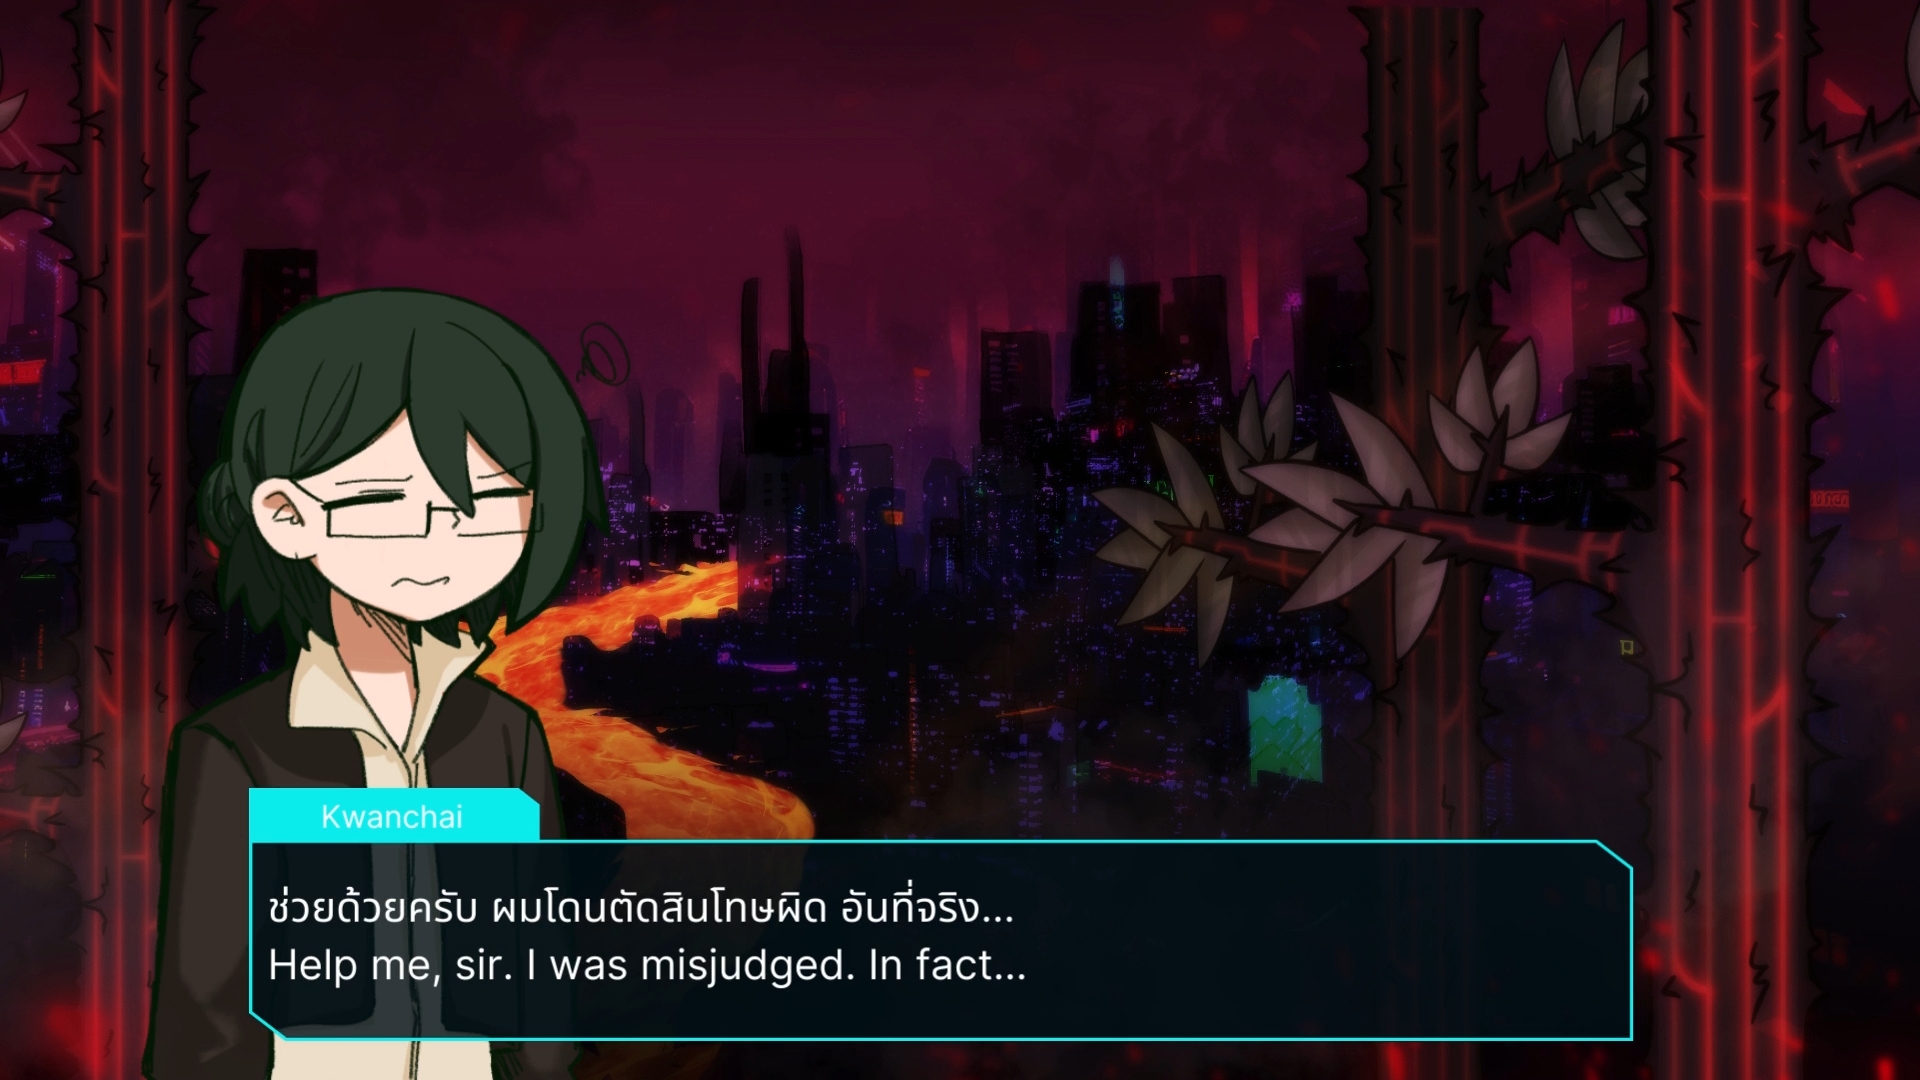 Kwanchai
ช่วยด้วยครับ ผมโดนตัดสินโทษผิด อันที่จริง...
Help me, sir. I was misjudged. In fact...